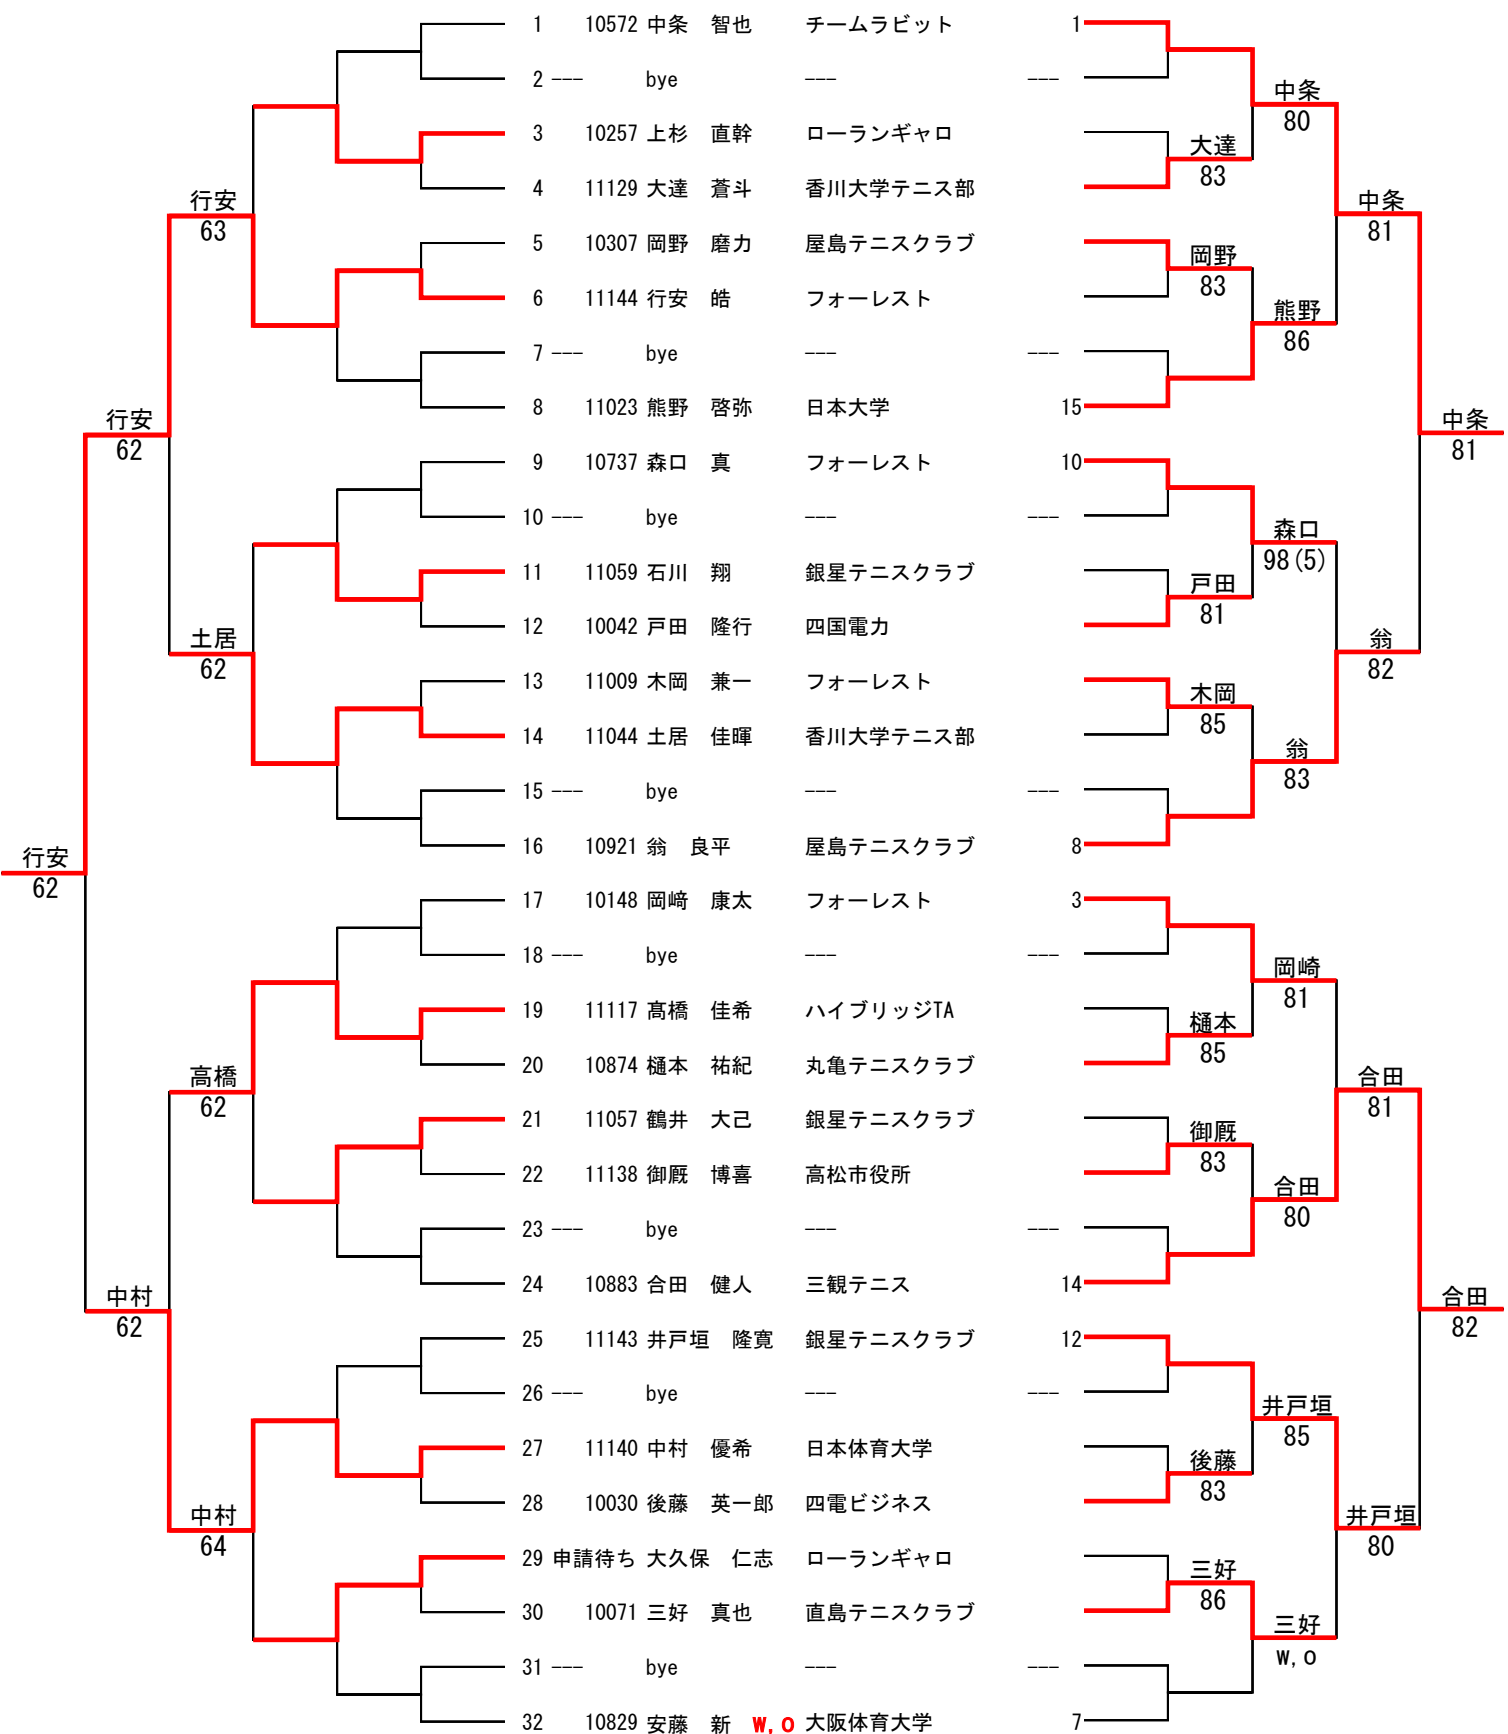 1 10572 中条 智也 チームラビット 1
2 --- bye --- ---
中条
80
3 10257 上杉 直幹 ローランギャロ
大達
83
4 11129 大達 蒼斗 香川大学テニス部
行安
63
中条
81
5 10307 岡野 磨力 屋島テニスクラブ
岡野
83
6 11144 行安 皓 フォーレスト
熊野
86
7 --- bye --- ---
8 11023 熊野 啓弥 日本大学 15
行安
62
中条
81
9 10737 森口 真 フォーレスト 10
10 --- bye --- ---
森口
98(5)
11 11059 石川 翔 銀星テニスクラブ
戸田
81
12 10042 戸田 隆行 四国電力
土居
62
翁
82
13 11009 木岡 兼一 フォーレスト
木岡
85
14 11044 土居 佳暉 香川大学テニス部
翁
83
15 --- bye --- ---
16 10921 翁 良平 屋島テニスクラブ 8
行安
62
17 10148 岡﨑 康太 フォーレスト 3
18 --- bye --- ---
岡崎
81
19 11117 髙橋 佳希 ハイブリッジTA
樋本
85
20 10874 樋本 祐紀 丸亀テニスクラブ
高橋
62
合田
81
21 11057 鶴井 大己 銀星テニスクラブ
御厩
83
22 11138 御厩 博喜 高松市役所
合田
80
23 --- bye --- ---
24 10883 合田 健人 三観テニス 14
中村
62
合田
82
25 11143 井戸垣 隆寛 銀星テニスクラブ 12
26 --- bye --- ---
井戸垣
85
27 11140 中村 優希 日本体育大学
後藤
83
28 10030 後藤 英一郎 四電ビジネス
中村
64
井戸垣
80
29 申請待ち 大久保 仁志 ローランギャロ
三好
86
30 10071 三好 真也 直島テニスクラブ
三好
W,O
31 --- bye --- ---
32 10829 安藤 新 W,O 大阪体育大学 7